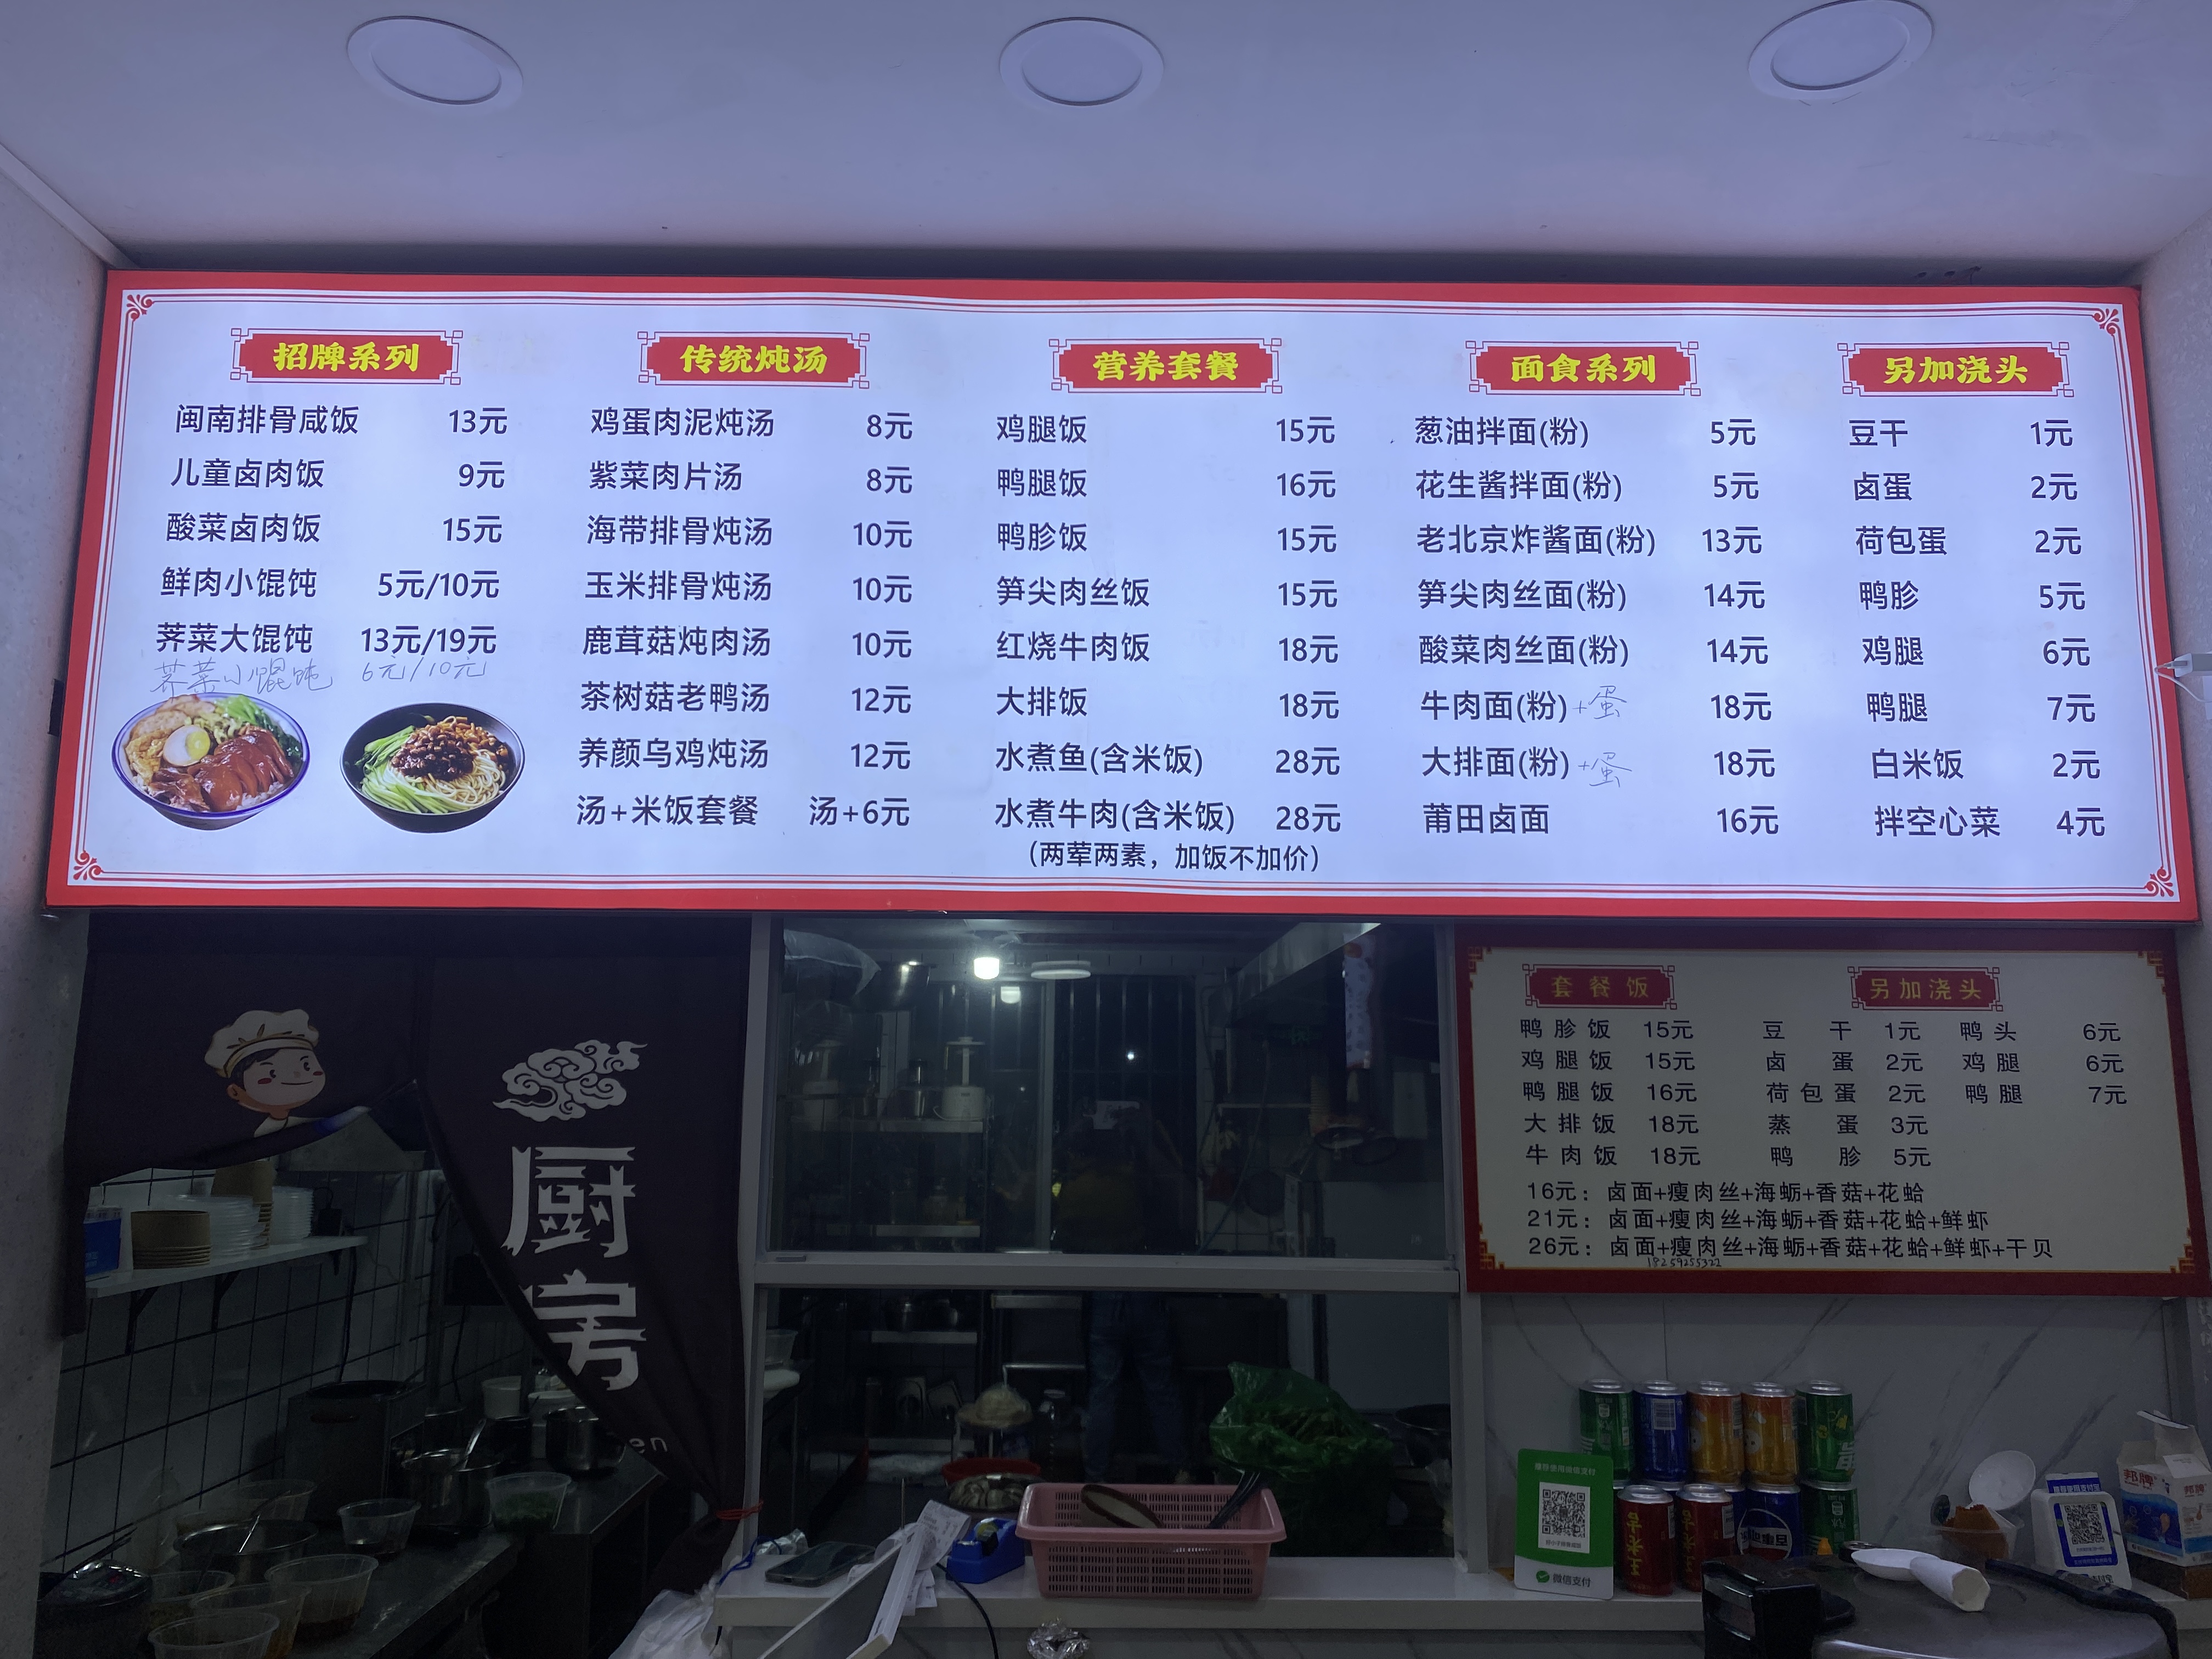 招牌系列
闽南排骨咸饭 13元
儿童卤肉饭 9元
酸菜卤肉饭 15元
鲜肉小馄饨 5元/10元
荠菜大馄饨 13元/19元
荠菜小馄饨 6元/10元
传统炖汤
鸡蛋肉泥炖汤 8元
紫菜肉片汤 8元
海带排骨炖汤 10元
玉米排骨炖汤 10元
鹿茸菇炖肉汤 10元
茶树菇老鸭汤 12元
养颜乌鸡炖汤 12元
汤+米饭套餐 汤+6元
营养套餐
鸡腿饭 15元
鸭腿饭 16元
鸭胗饭 15元
笋尖肉丝饭 15元
红烧牛肉饭 18元
大排饭 18元
水煮鱼(含米饭) 28元
水煮牛肉(含米饭) 28元
(两荤两素，加饭不加价)
面食系列
葱油拌面(粉) 5元
花生酱拌面(粉) 5元
老北京炸酱面(粉) 13元
笋尖肉丝面(粉) 14元
酸菜肉丝面(粉) 14元
牛肉面(粉)+蛋 18元
大排面(粉)+蛋 18元
莆田卤面 16元
另加浇头
豆干 1元
卤蛋 2元
荷包蛋 2元
鸭胗 5元
鸡腿 6元
鸭腿 7元
白米饭 2元
拌空心菜 4元
厨房
en
套餐饭
鸭胗饭 15元
鸡腿饭 15元
鸭腿饭 16元
大排饭 18元
牛肉饭 18元
另加浇头
豆干 1元 鸭头 6元
卤蛋 2元 鸡腿 6元
荷包蛋 2元 鸭腿 7元
蒸蛋 3元
鸭胗 5元
16元：卤面+瘦肉丝+海蛎+香菇+花蛤
21元：卤面+瘦肉丝+海蛎+香菇+花蛤+鲜虾
26元：卤面+瘦肉丝+海蛎+香菇+花蛤+鲜虾+干贝
18259255322
推荐使用微信支付
微信支付
邦牌